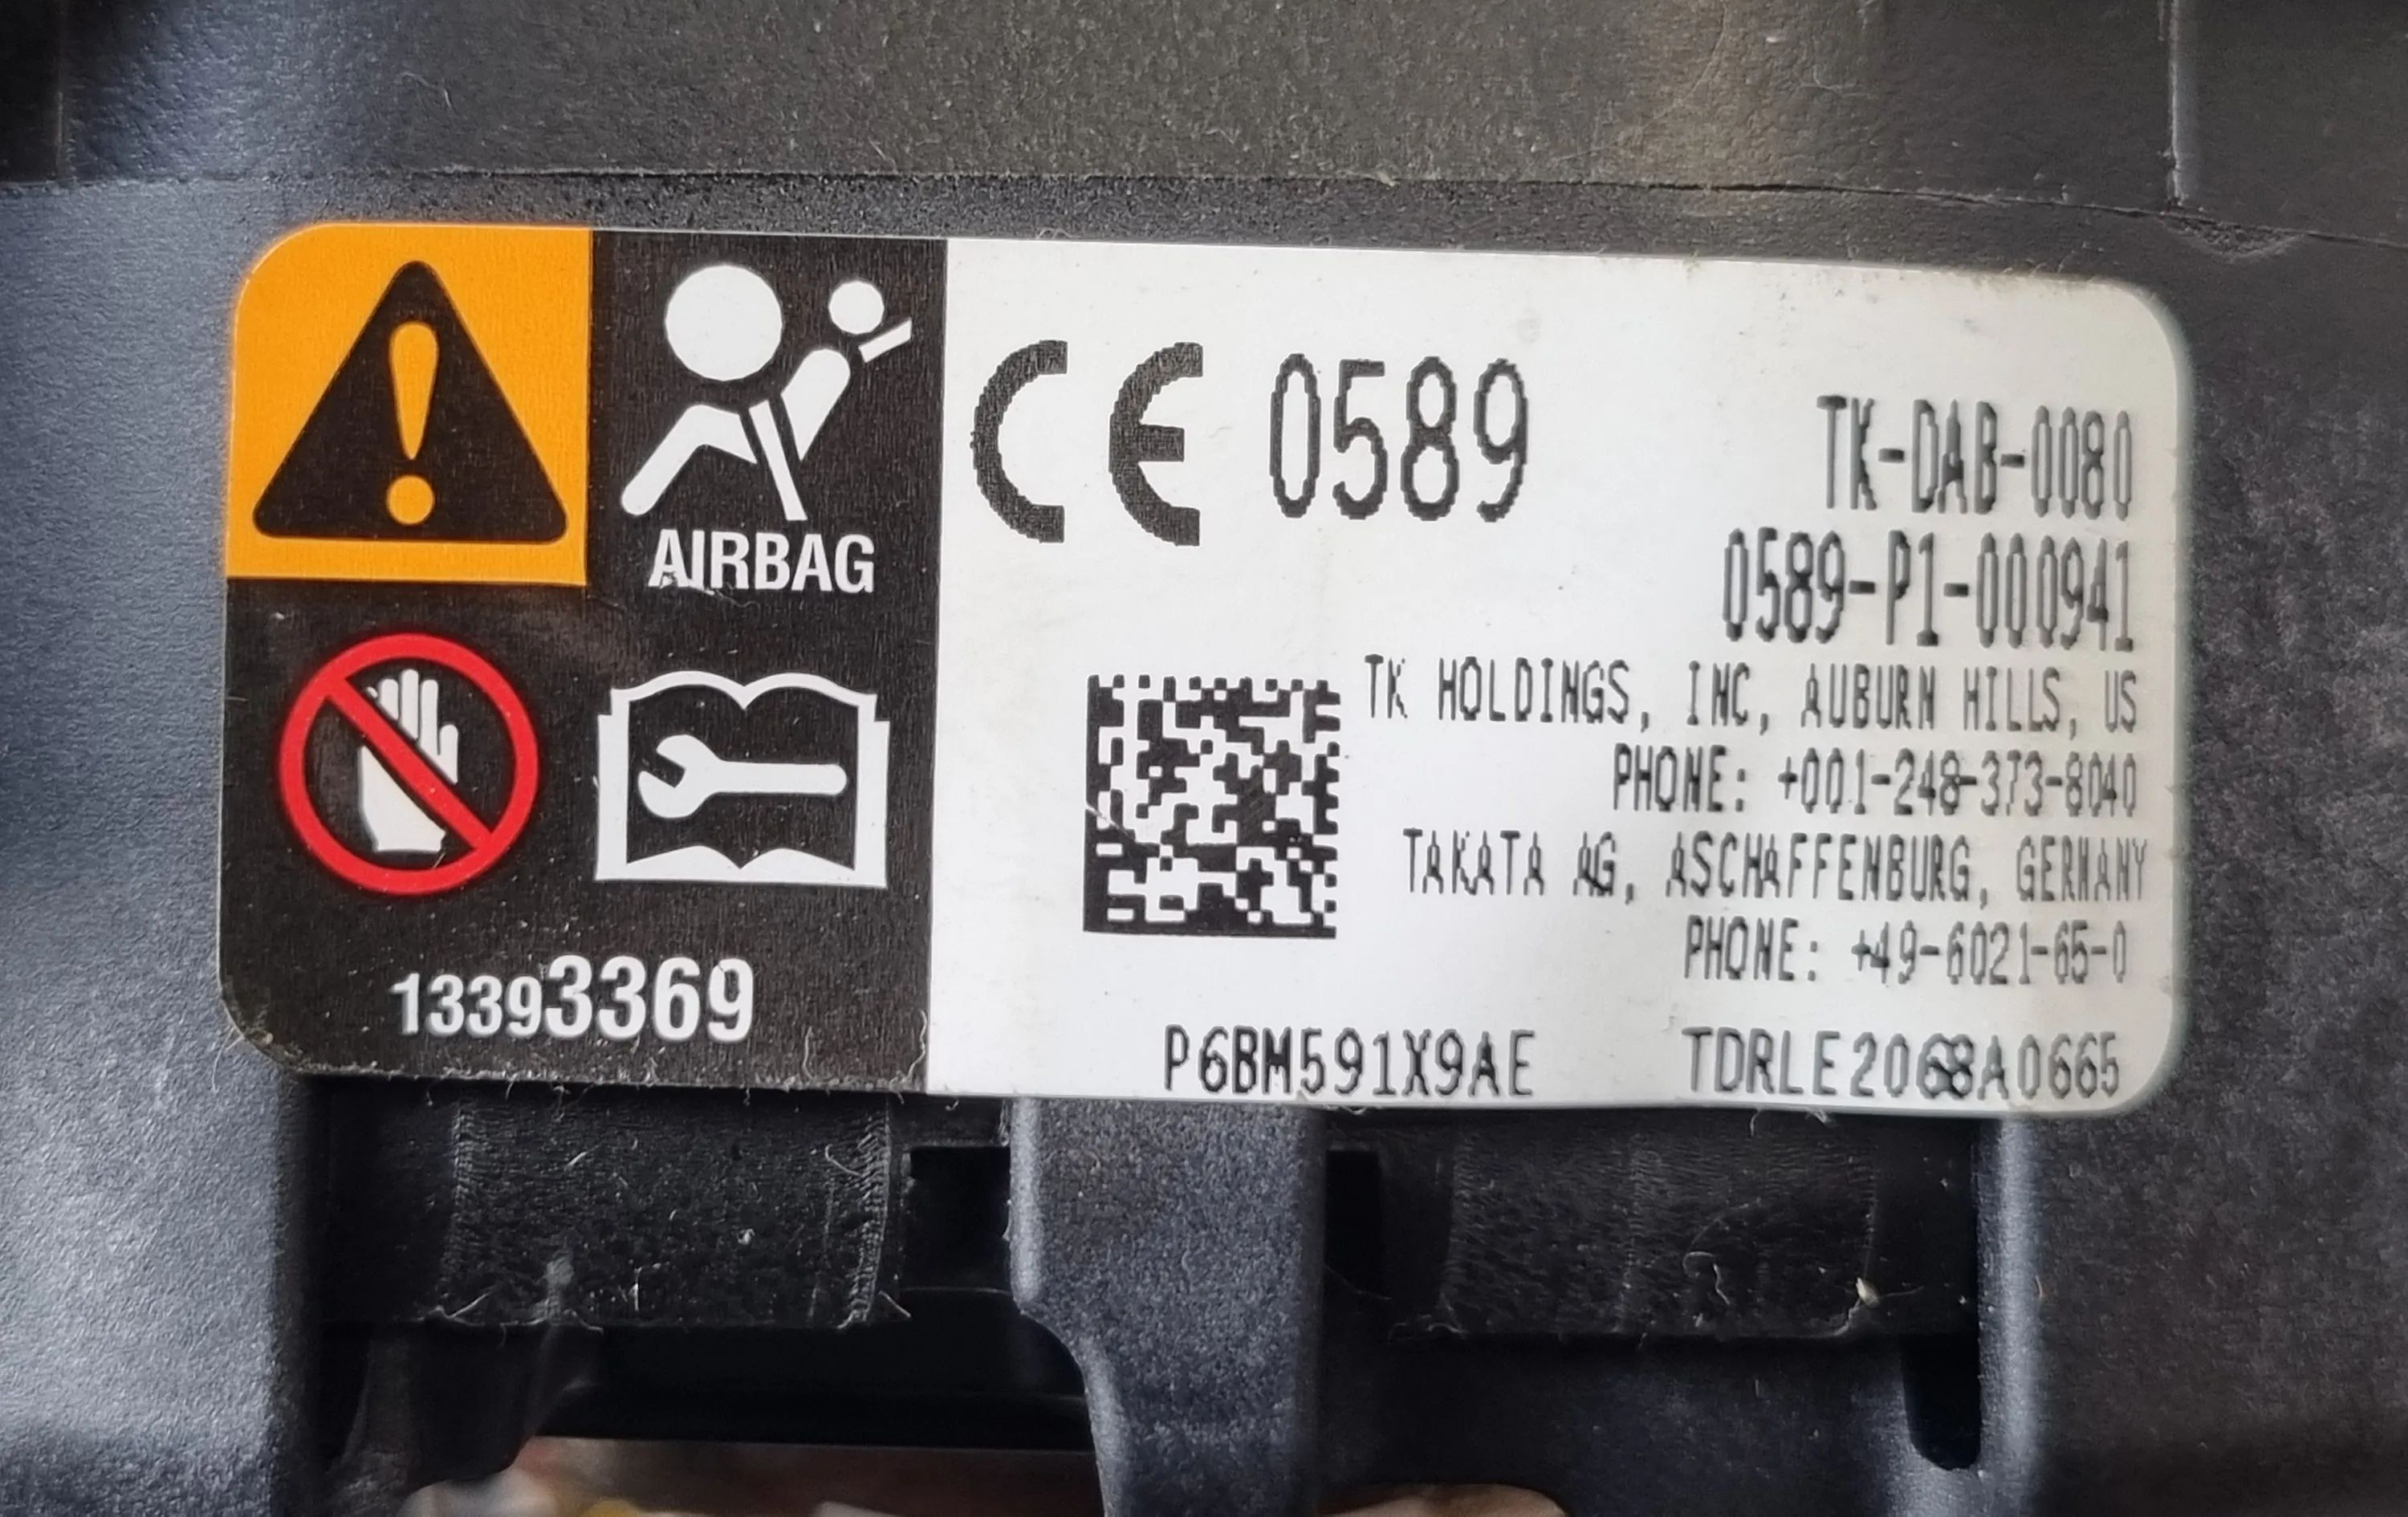 AIRBAG
13393369
CE 0589
TK-DAB-0080
0589-P1-000941
TK HOLDINGS, INC, AUBURN HILLS, US
PHONE: +001-248-373-8040
TAKATA AG, ASCHAFFENBURG, GERMANY
PHONE: +49-6021-65-0
P6BM591X9AE TDRLE2068A0665